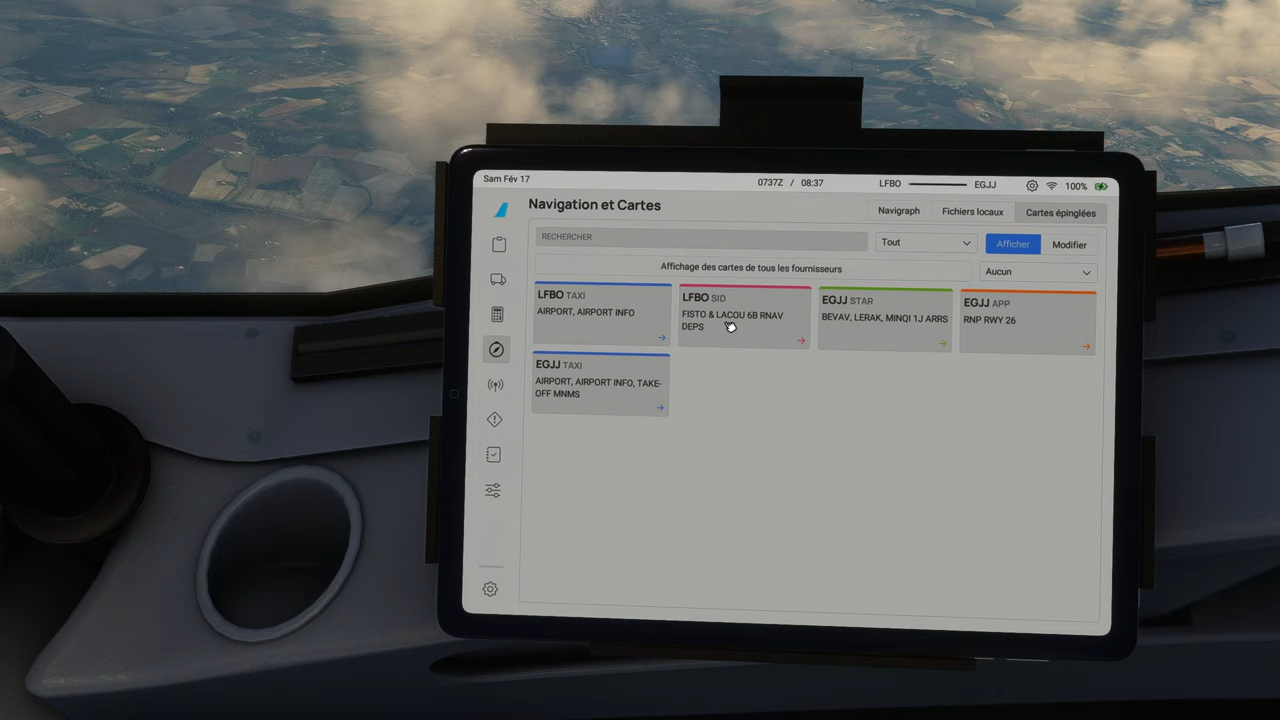 Sam Fév 17
0737Z / 08:37
LFBO EGJJ
100%
Navigation et Cartes
Navigraph
Fichiers locaux
Cartes épinglées
RECHERCHER
Tout
Afficher
Modifier
Affichage des cartes de tous les fournisseurs
Aucun
LFBO TAXI
AIRPORT, AIRPORT INFO
LFBO SID
FISTO & LACOU 6B RNAV
DEPS
EGJJ STAR
BEVAV, LERAK, MINQI 1J ARRS
EGJJ APP
RNP RWY 26
EGJJ TAXI
AIRPORT, AIRPORT INFO, TAKE-
OFF MNMS